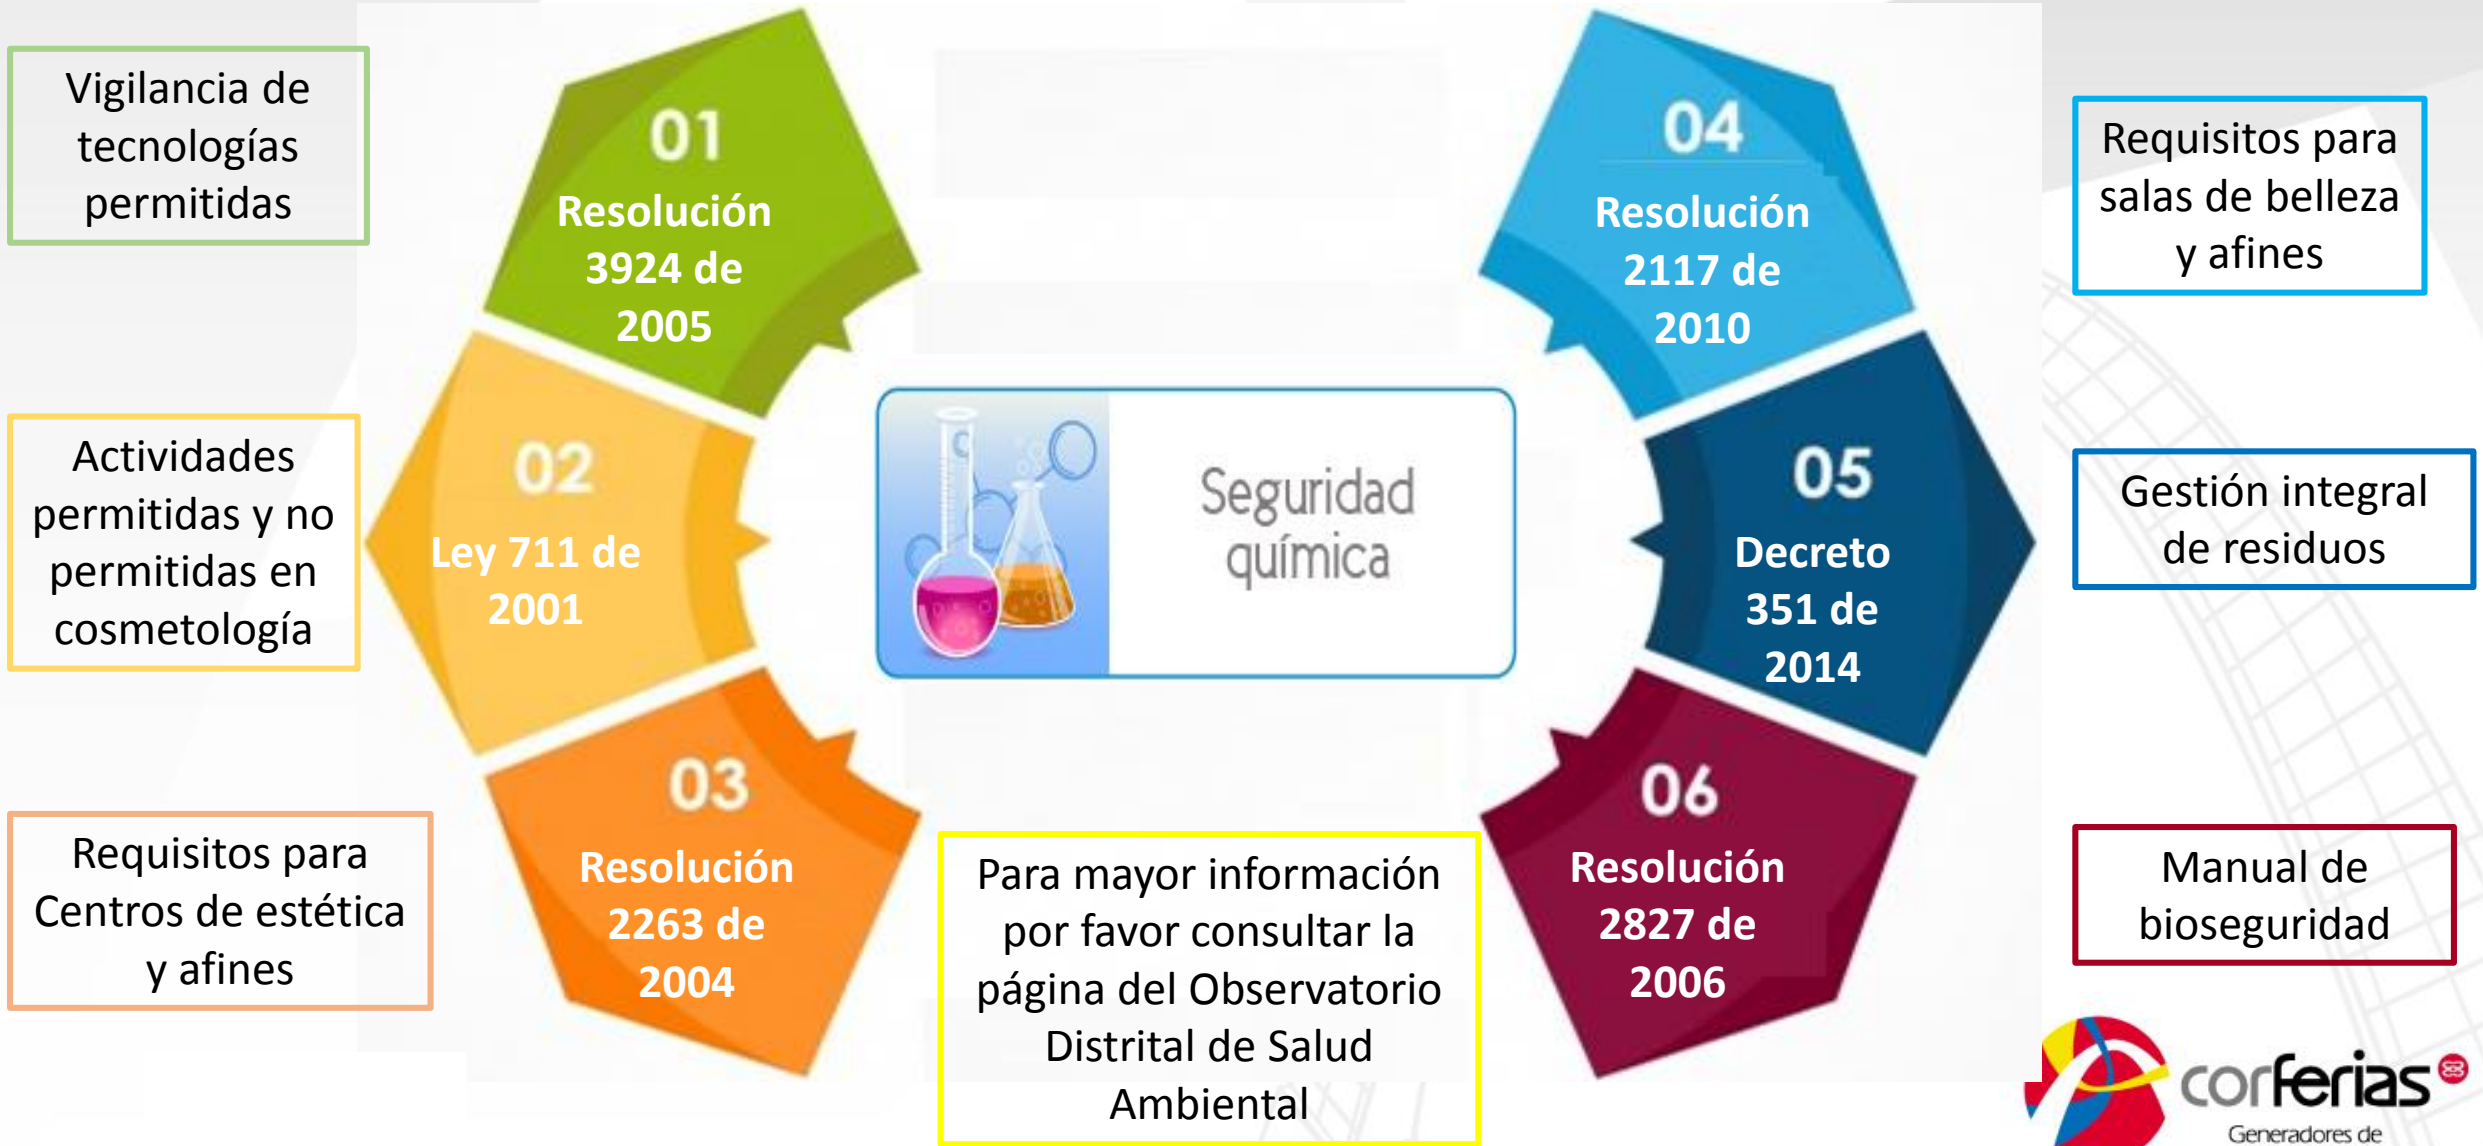 Vigilancia de
tecnologías
permitidas
01
Resolución
3924 de
2005
Actividades
permitidas y no
permitidas en
cosmetología
02
Ley 711 de
2001
Requisitos para
Centros de estética
y afines
03
Resolución
2263 de
2004
Seguridad
química
Para mayor información
por favor consultar la
página del Observatorio
Distrital de Salud
Ambiental
04
Resolución
2117 de
2010
Requisitos para
salas de belleza
y afines
05
Decreto
351 de
2014
Gestión integral
de residuos
06
Resolución
2827 de
2006
Manual de
bioseguridad
corferias
Generadores de